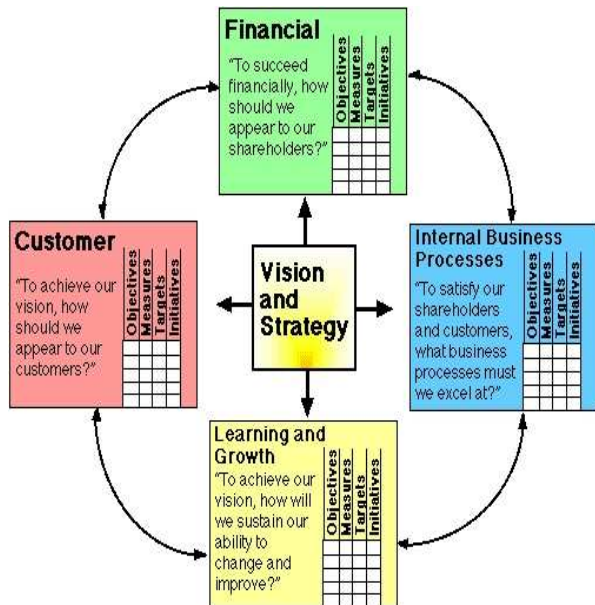 Financial
“To succeed
financially, how
should we
appear to our
shareholders?”
Objectives
Measures
Targets
Initiatives
Customer
“To achieve our
vision, how
should we
appear to our
customers?”
Objectives
Measures
Targets
Initiatives
Vision
and
Strategy
Internal Business
Processes
“To satisfy our
shareholders
and customers,
what business
processes must
we excel at?”
Objectives
Measures
Targets
Initiatives
Learning and
Growth
“To achieve our
vision, how will
we sustain our
ability to
change and
improve?”
Objectives
Measures
Targets
Initiatives